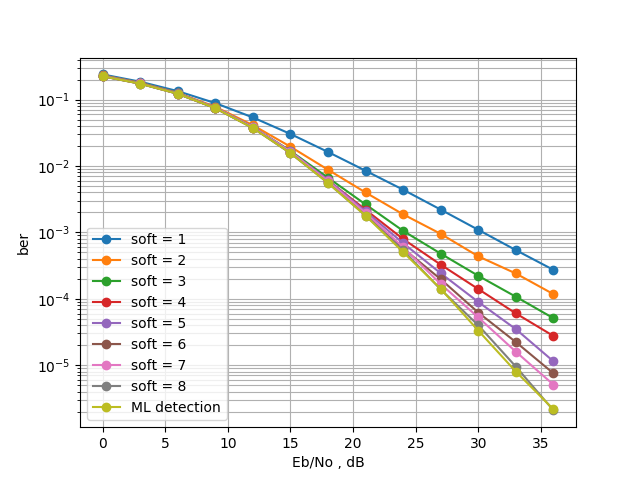 10⁻¹
10⁻²
10⁻³
10⁻⁴
10⁻⁵
ber
soft = 1
soft = 2
soft = 3
soft = 4
soft = 5
soft = 6
soft = 7
soft = 8
ML detection
0 5 10 15 20 25 30 35
Eb/No , dB